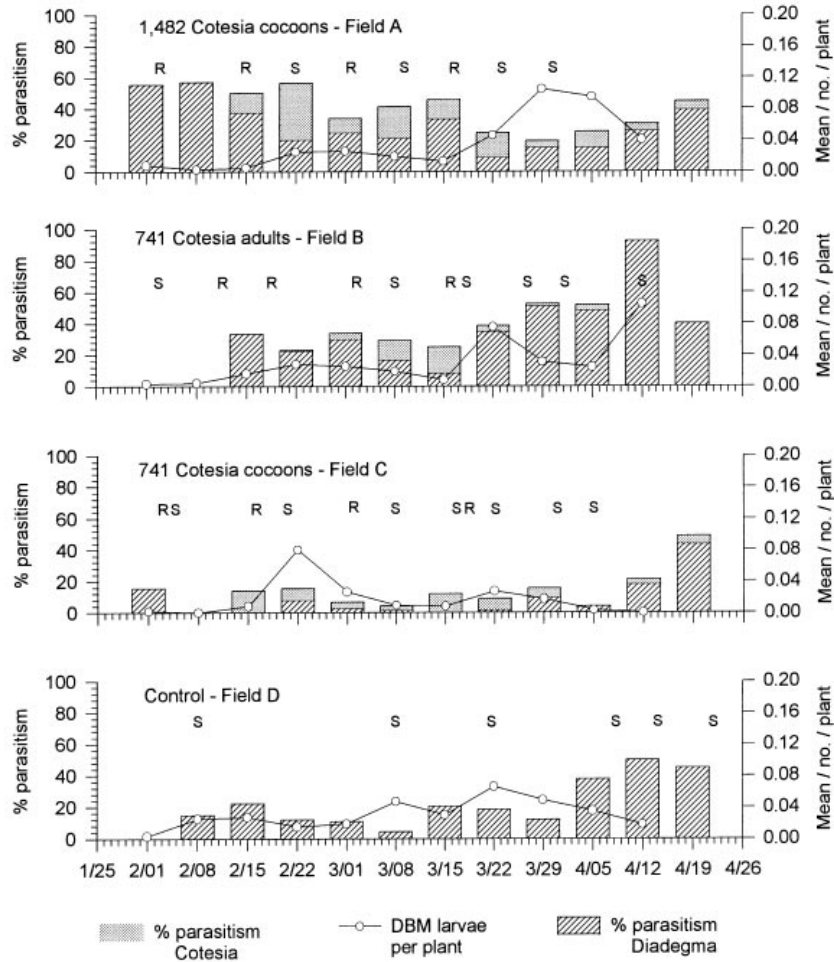 1,482 Cotesia cocoons - Field A
R R S R S R S S
% parasitism
100
80
60
40
20
0
0.20
0.16
0.12
0.08
0.04
0.00
Mean / no. / plant
741 Cotesia adults - Field B
S R R R S R S S S S
% parasitism
100
80
60
40
20
0
0.20
0.16
0.12
0.08
0.04
0.00
Mean / no. / plant
741 Cotesia cocoons - Field C
R S R S R S S R S S S
% parasitism
100
80
60
40
20
0
0.20
0.16
0.12
0.08
0.04
0.00
Mean / no. / plant
Control - Field D
S S S S S S
% parasitism
100
80
60
40
20
0
0.20
0.16
0.12
0.08
0.04
0.00
Mean / no. / plant
1/25 2/01 2/08 2/15 2/22 3/01 3/08 3/15 3/22 3/29 4/05 4/12 4/19 4/26
% parasitism
Cotesia
DBM larvae
per plant
% parasitism
Diadegma